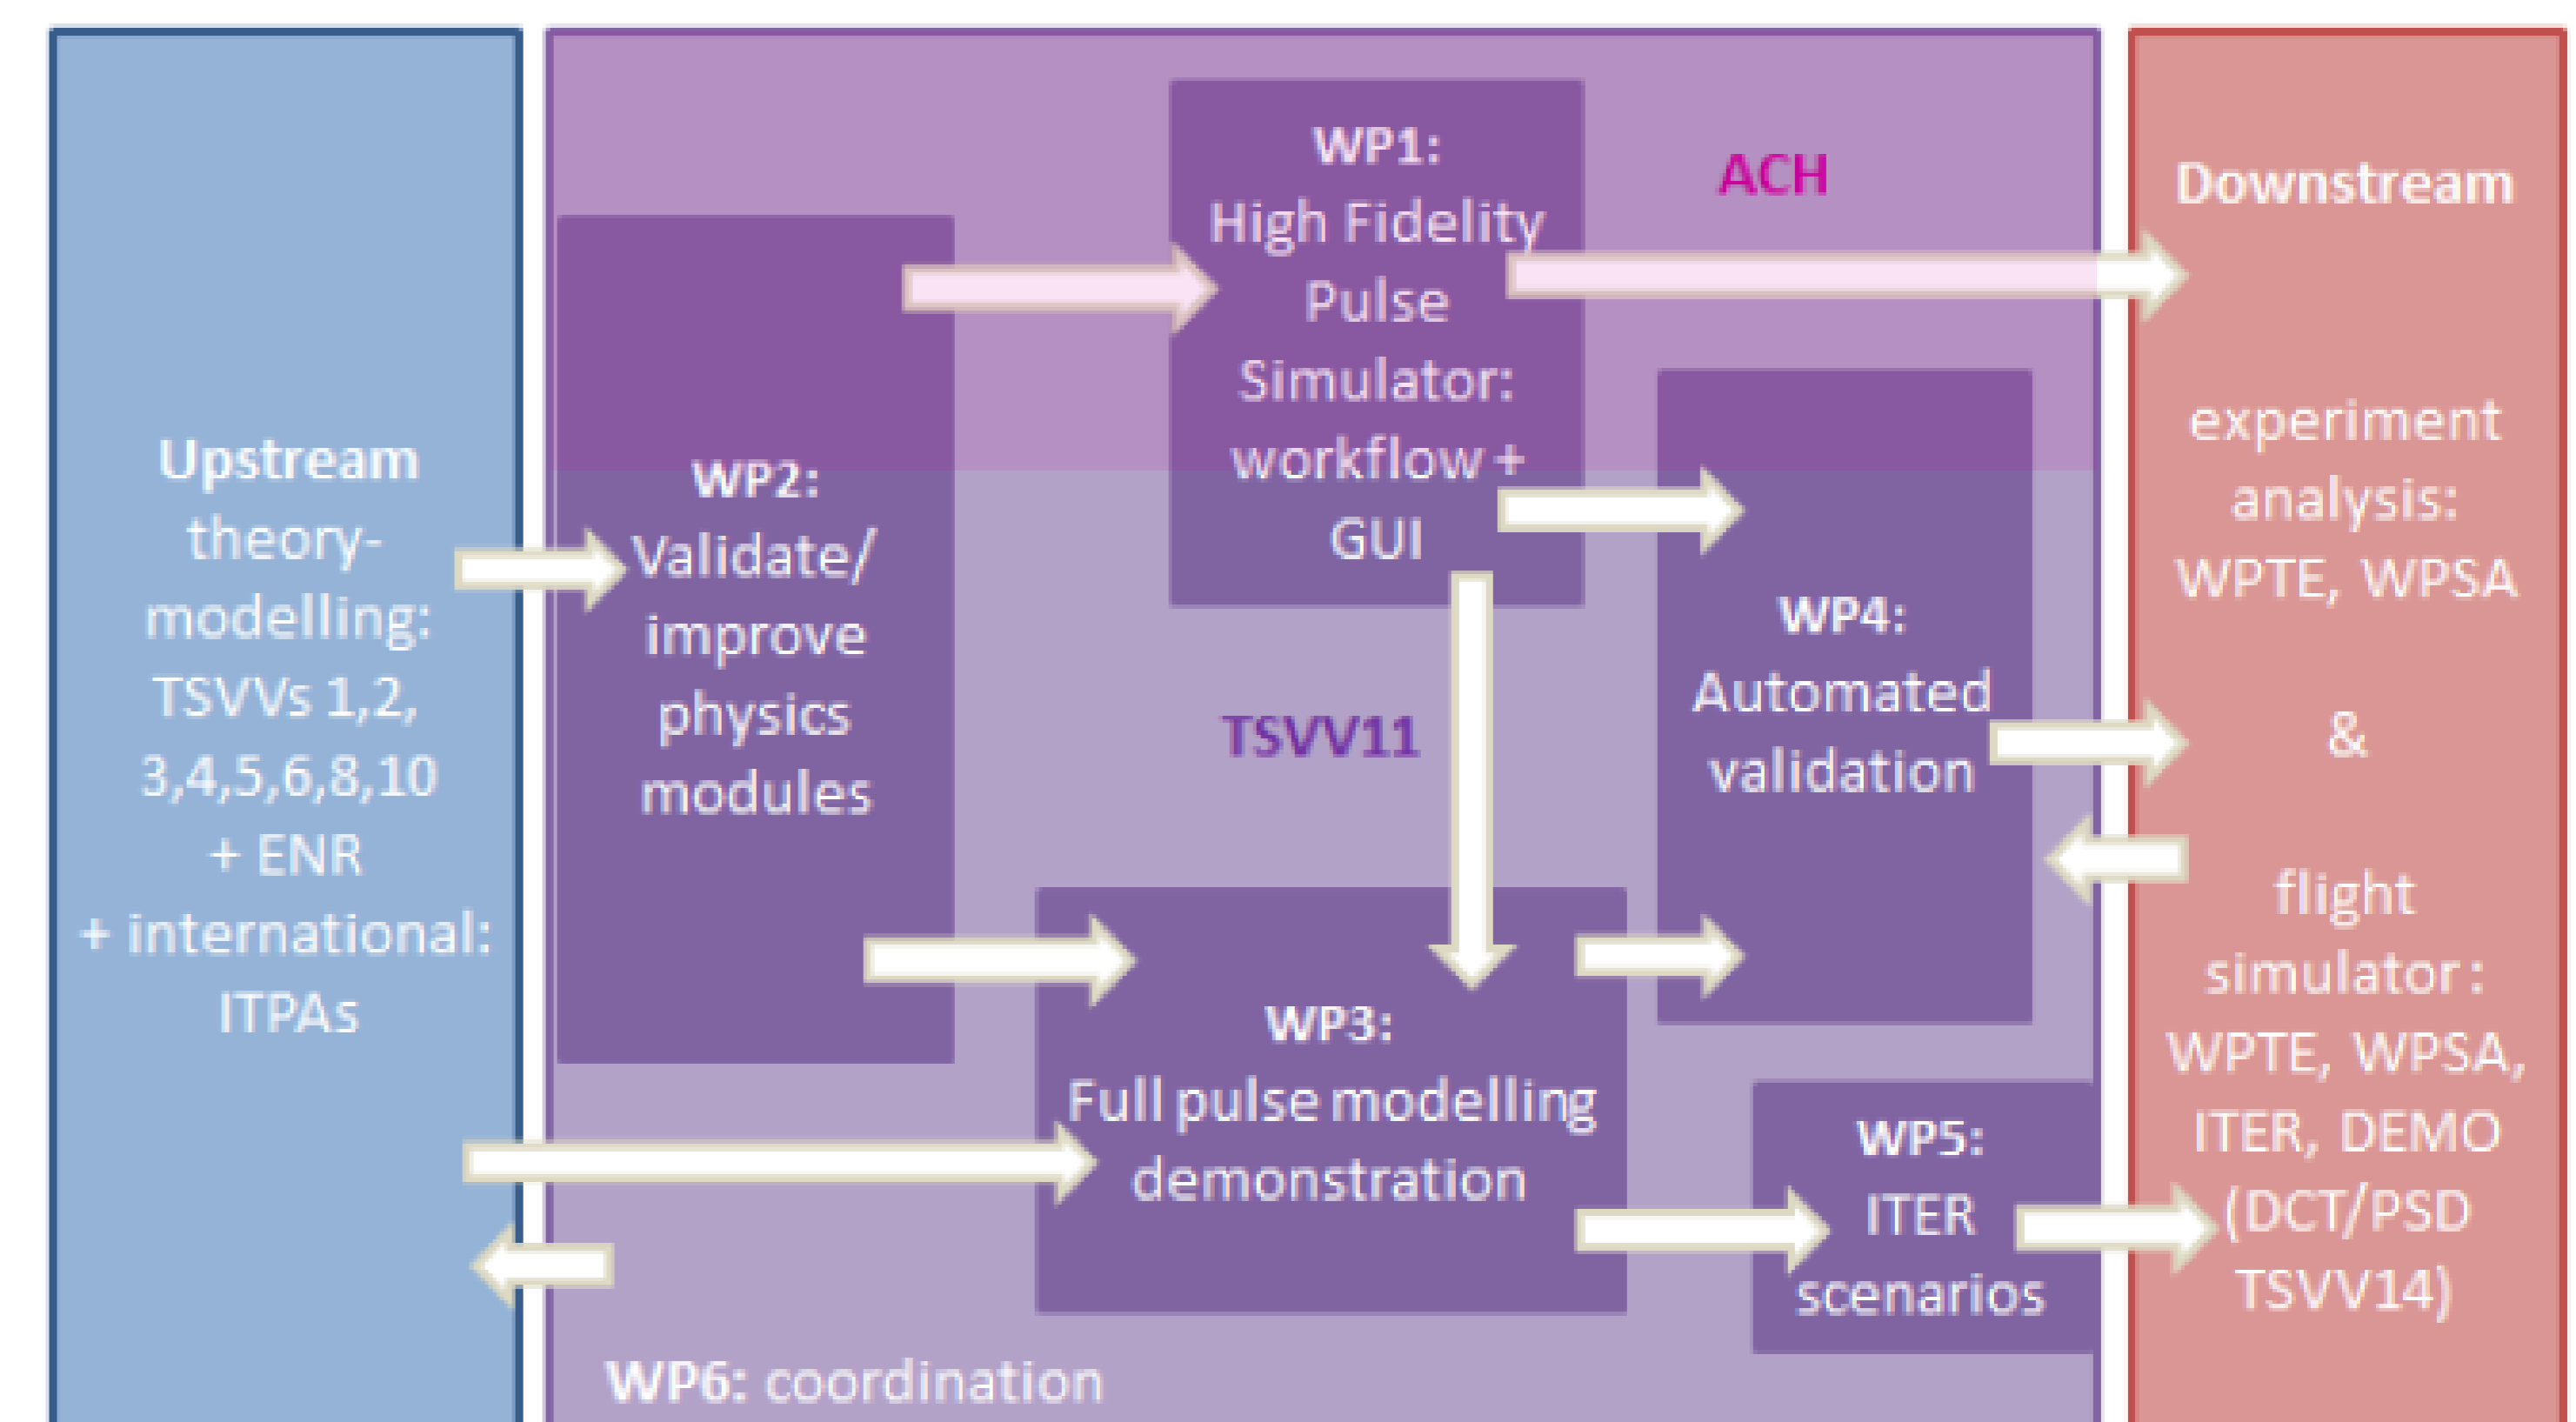 Upstream
theory-
modelling:
TSVVs 1,2,
3,4,5,6,8,10
+ ENR
+ international:
ITPAs
WP2:
Validate/
improve
physics
modules
WP1:
High Fidelity
Pulse
Simulator:
workflow +
GUI
ACH
TSVV11
WP4:
Automated
validation
WP3:
Full pulse modelling
demonstration
WP5:
ITER
scenarios
WP6: coordination
Downstream
experiment
analysis:
WPTE, WPSA
&
flight
simulator :
WPTE, WPSA,
ITER, DEMO
(DCT/PSD
TSVV14)